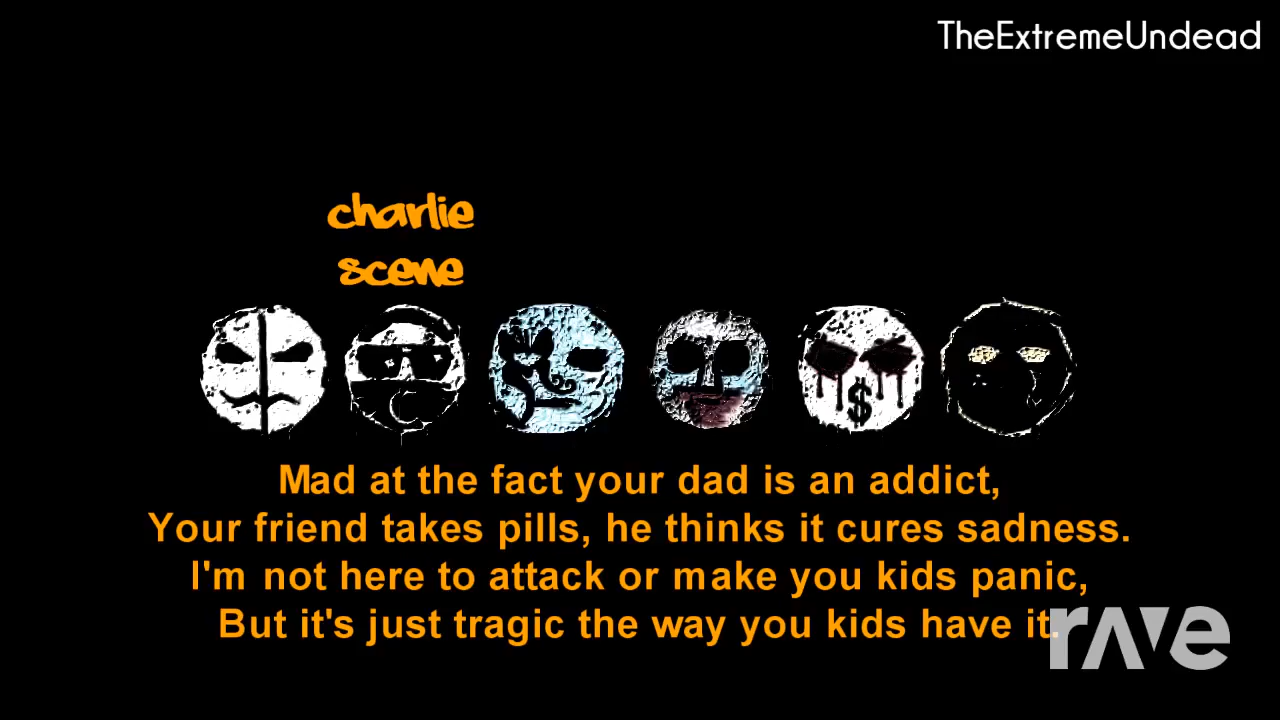 TheExtremeUndead
charlie
scene
$
Mad at the fact your dad is an addict,
Your friend takes pills, he thinks it cures sadness.
I'm not here to attack or make you kids panic,
But it's just tragic the way you kids have it.
rave